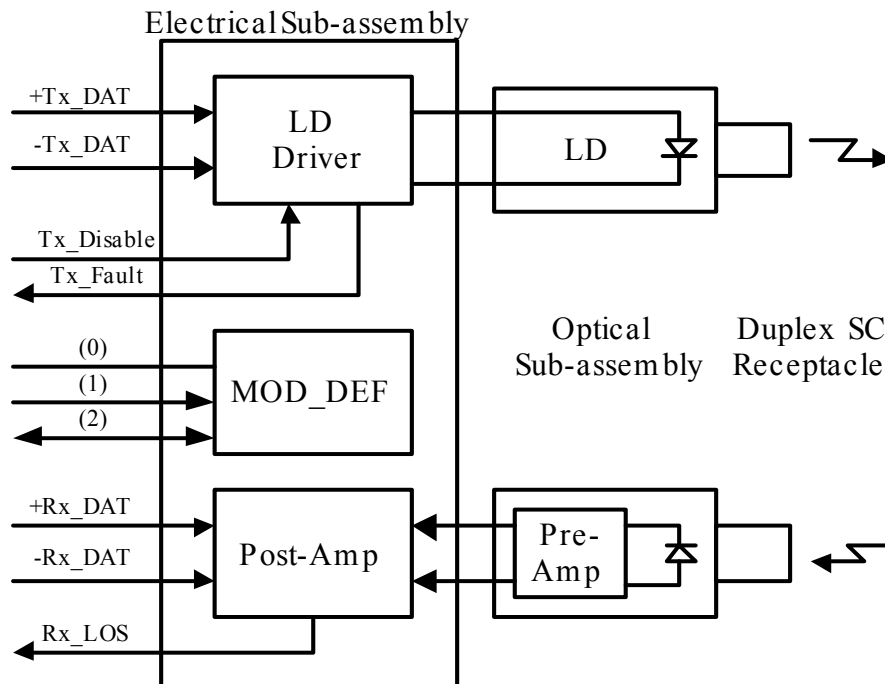 Electrical Sub-assembly
+Tx_DAT
-Tx_DAT
LD
Driver
LD
Tx_Disable
Tx_Fault
(0)
(1)
(2)
MOD_DEF
Optical
Sub-assembly
Duplex SC
Receptacle
+Rx_DAT
-Rx_DAT
Post-Amp
Pre-
Amp
Rx_LOS